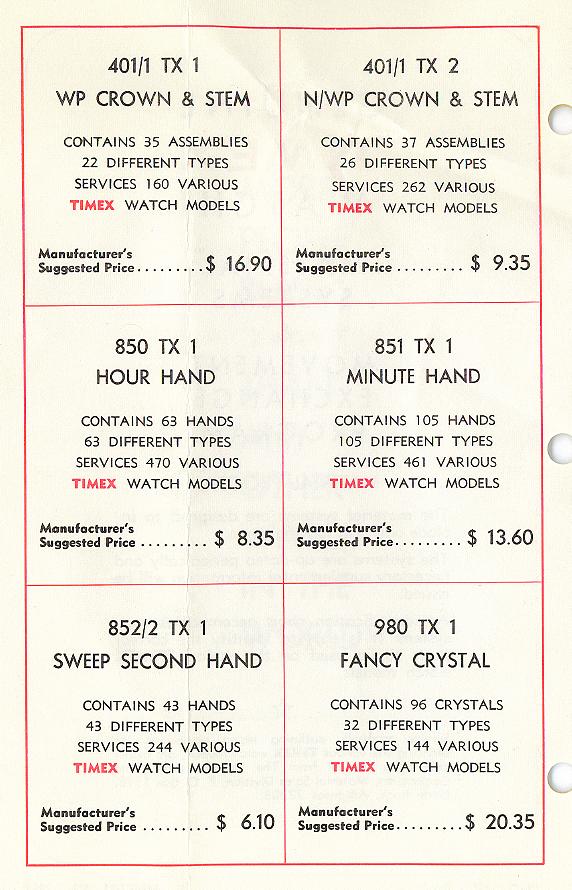 401/1 TX 1
WP CROWN & STEM
CONTAINS 35 ASSEMBLIES
22 DIFFERENT TYPES
SERVICES 160 VARIOUS
TIMEX WATCH MODELS
Manufacturer's
Suggested Price.........$ 16.90
401/1 TX 2
N/WP CROWN & STEM
CONTAINS 37 ASSEMBLIES
26 DIFFERENT TYPES
SERVICES 262 VARIOUS
TIMEX WATCH MODELS
Manufacturer's
Suggested Price.........$ 9.35
850 TX 1
HOUR HAND
CONTAINS 63 HANDS
63 DIFFERENT TYPES
SERVICES 470 VARIOUS
TIMEX WATCH MODELS
Manufacturer's
Suggested Price.........$ 8.35
851 TX 1
MINUTE HAND
CONTAINS 105 HANDS
105 DIFFERENT TYPES
SERVICES 461 VARIOUS
TIMEX WATCH MODELS
Manufacturer's
Suggested Price.........$ 13.60
852/2 TX 1
SWEEP SECOND HAND
CONTAINS 43 HANDS
43 DIFFERENT TYPES
SERVICES 244 VARIOUS
TIMEX WATCH MODELS
Manufacturer's
Suggested Price.........$ 6.10
980 TX 1
FANCY CRYSTAL
CONTAINS 96 CRYSTALS
32 DIFFERENT TYPES
SERVICES 144 VARIOUS
TIMEX WATCH MODELS
Manufacturer's
Suggested Price.........$ 20.35